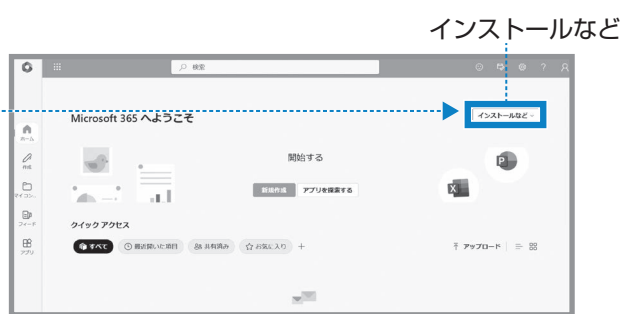 インストールなど
検索
?
Microsoft 365 へようこそ
インストールなど
ホーム
作成
マイ コン...
フィード
アプリ
開始する
新規作成 アプリを探索する
P
X
クイック アクセス
すべて 最近開いた項目 共有済み お気に入り +
アップロード